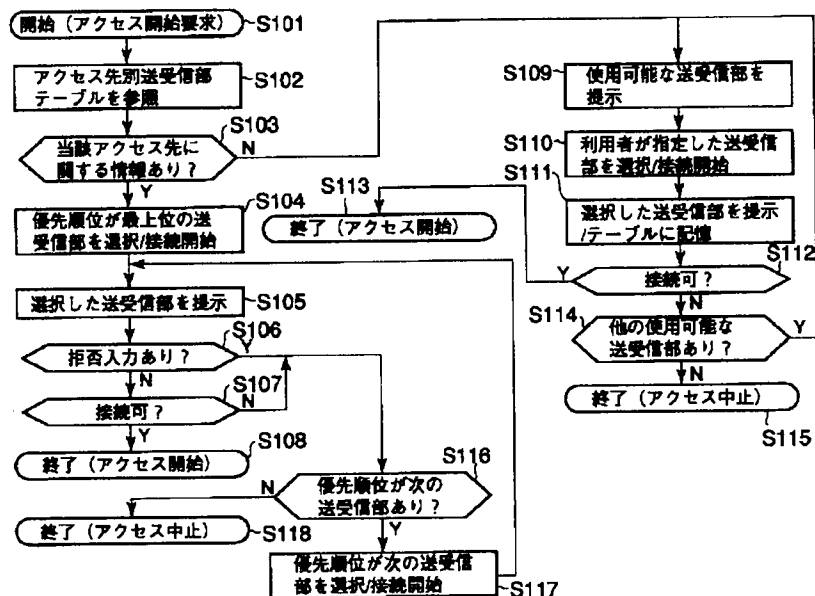 開始（アクセス開始要求）
S101
アクセス先別送受信部
テーブルを参照
S102
当該アクセス先に
関する情報あり？
S103
N
Y
優先順位が最上位の送
受信部を選択/接続開始
S104
選択した送受信部を提示
S105
拒否入力あり？
S106
Y
N
接続可？
S107
N
Y
終了（アクセス開始）
S108
使用可能な送受信部を
提示
S109
利用者が指定した送受信
部を選択/接続開始
S110
選択した送受信部を提示
/テーブルに記憶
S111
接続可？
S112
Y
N
終了（アクセス開始）
S113
他の使用可能な
送受信部あり？
S114
Y
N
終了（アクセス中止）
S115
優先順位が次の
送受信部あり？
S116
N
Y
優先順位が次の送受信
部を選択/接続開始
S117
終了（アクセス中止）
S118